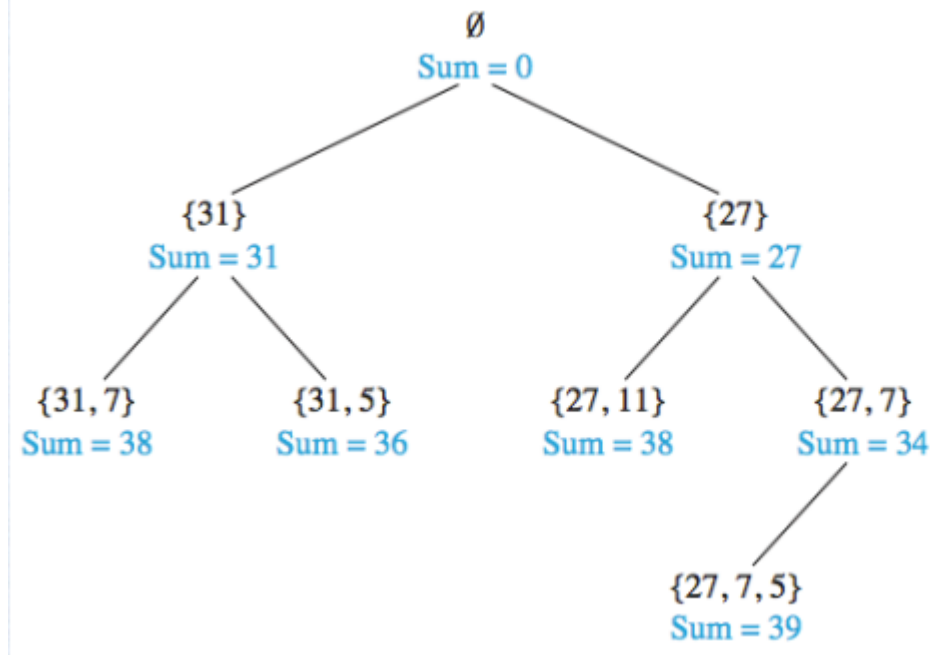 ∅
Sum = 0
{31}
Sum = 31
{27}
Sum = 27
{31, 7}
Sum = 38
{31, 5}
Sum = 36
{27, 11}
Sum = 38
{27, 7}
Sum = 34
{27, 7, 5}
Sum = 39